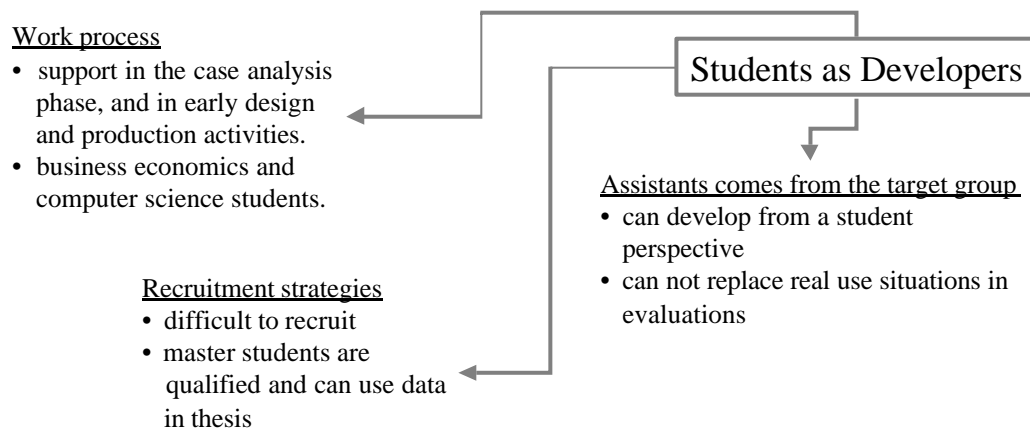 Students as Developers
Work process
• support in the case analysis
phase, and in early design
and production activities.
• business economics and
computer science students.
Assistants comes from the target group
• can develop from a student
perspective
• can not replace real use situations in
evaluations
Recruitment strategies
• difficult to recruit
• master students are
qualified and can use data
in thesis